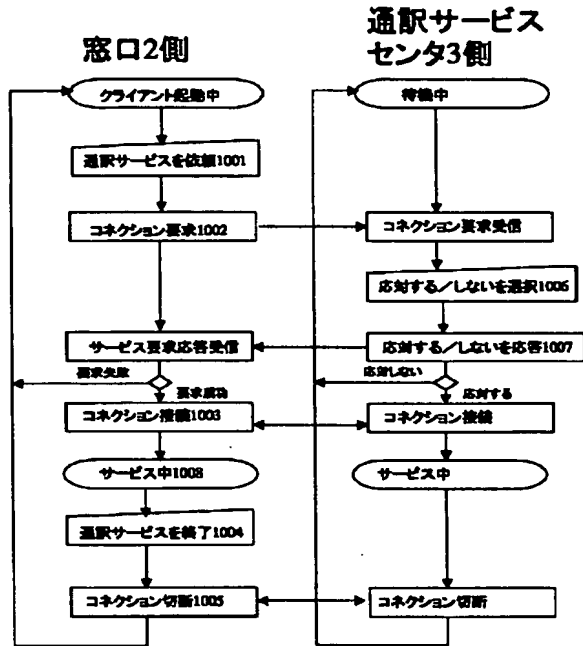 窓口2側
クライアント起動中
通訳サービスを依頼1001
コネクション要求1002
サービス要求応答受信
要求失敗
要求成功
コネクション接続1003
サービス中1008
通訳サービスを終了1004
コネクション切断1005
通訳サービス
センタ3側
待機中
コネクション要求受信
応対する/しないを選択1006
応対する/しないを応答1007
応対しない
応対する
コネクション接続
サービス中
コネクション切断